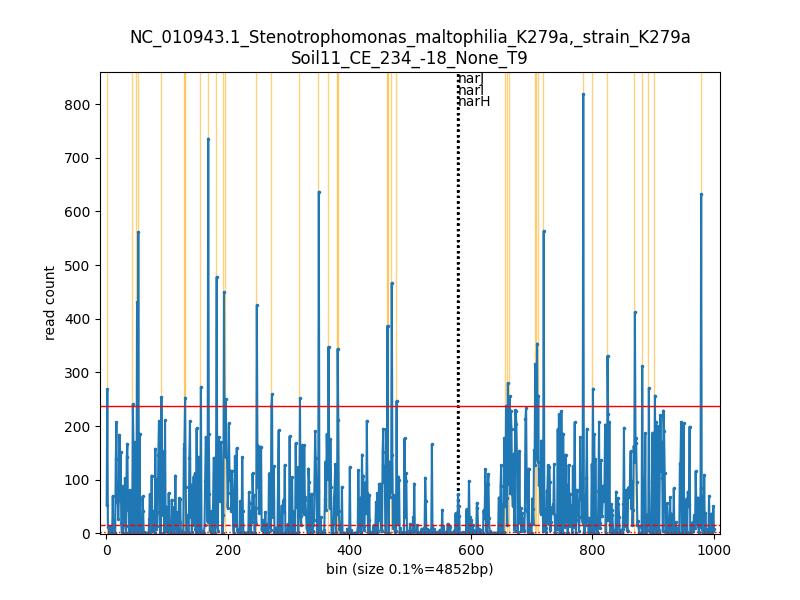 NC_010943.1_Stenotrophomonas_maltophilia_K279a,_strain_K279a
Soil11_CE_234_-18_None_T9
narJ
narI
narH
800
700
600
500
400
300
200
100
0
read count
0 200 400 600 800 1000
bin (size 0.1%=4852bp)